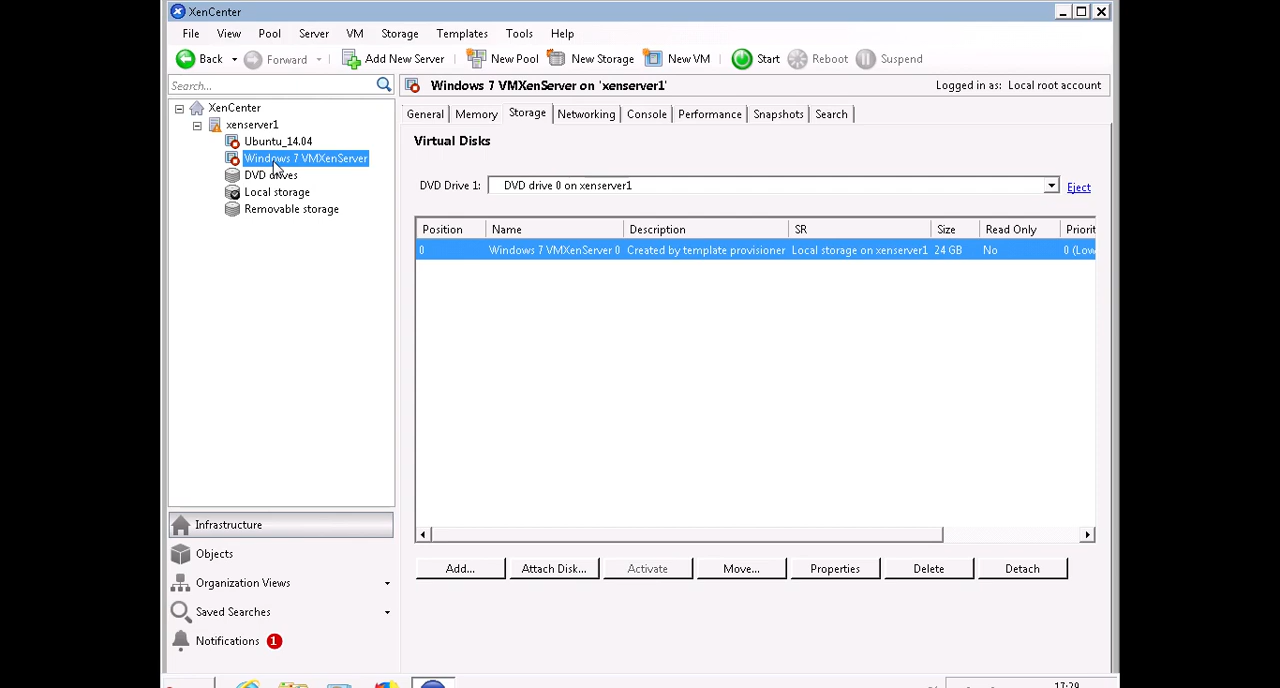 XenCenter
File View Pool Server VM Storage Templates Tools Help
Back Forward Add New Server New Pool New Storage New VM Start Reboot Suspend
Search...
Windows 7 VMXenServer on 'xenserver1' Logged in as: Local root account
XenCenter
xenserver1
Ubuntu_14.04
Windows 7 VMXenServer
DVD drives
Local storage
Removable storage
General Memory Storage Networking Console Performance Snapshots Search
Virtual Disks
DVD Drive 1: DVD drive 0 on xenserver1 Eject
Position Name Description SR Size Read Only Priorit
0 Windows 7 VMXenServer 0 Created by template provisioner Local storage on xenserver1 24 GB No 0 (Low
Add... Attach Disk... Activate Move... Properties Delete Detach
Infrastructure
Objects
Organization Views
Saved Searches
Notifications 1
17:29